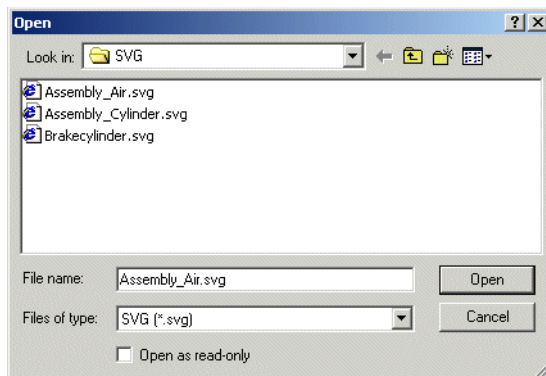 Open
Look in: SVG
Assembly_Air.svg
Assembly_Cylinder.svg
Brakecylinder.svg
File name: Assembly_Air.svg Open
Files of type: SVG (*.svg) Cancel
Open as read-only